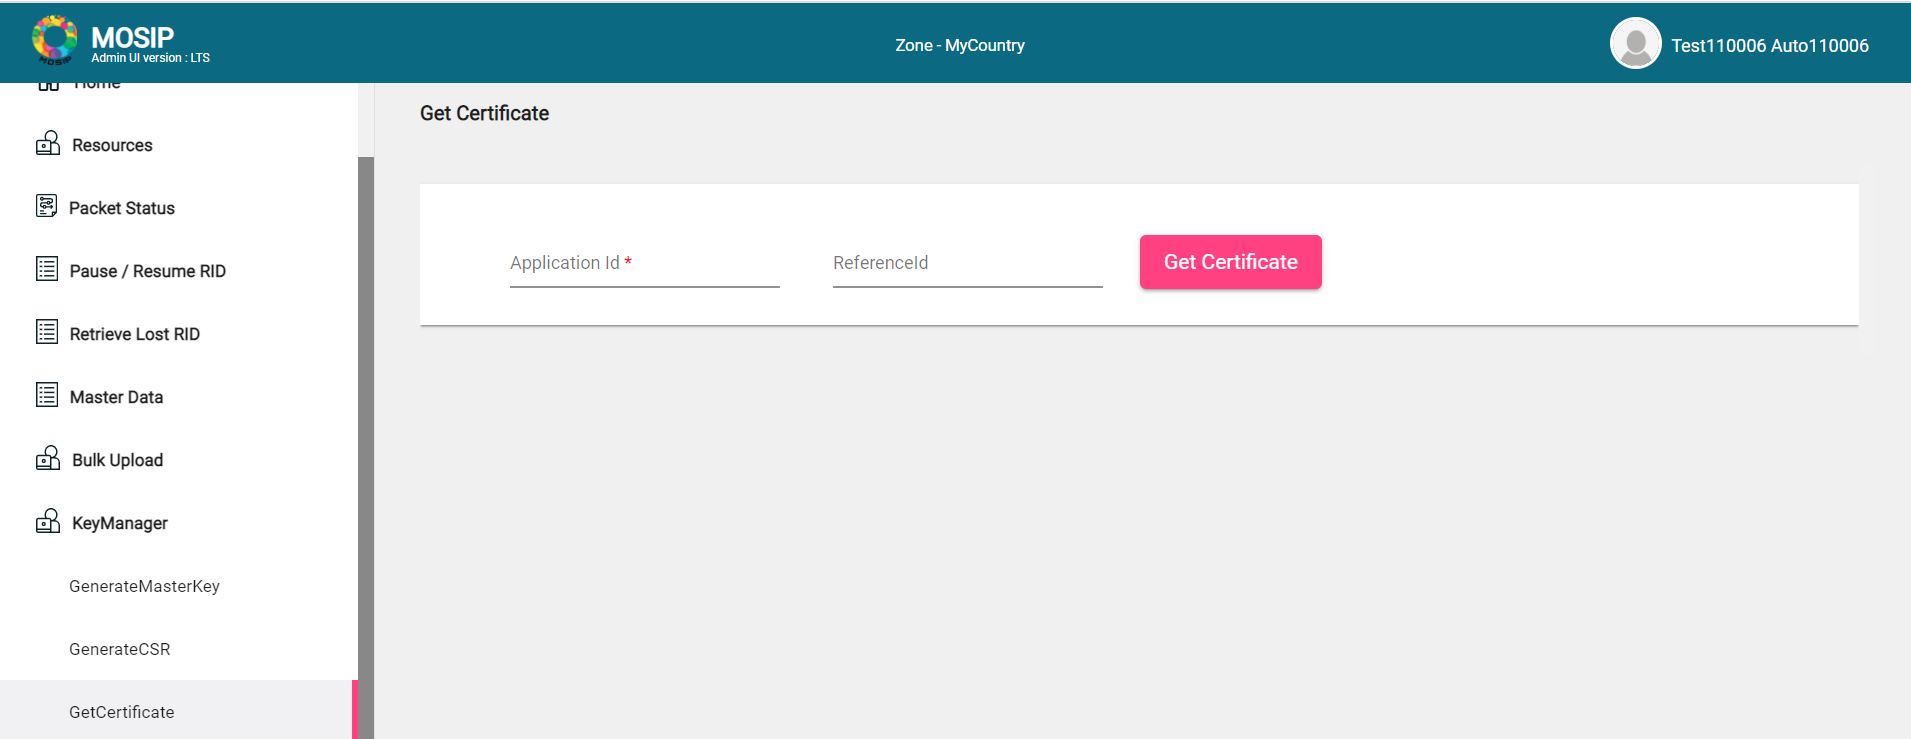 MOSIP
Admin UI version : LTS
Zone - MyCountry
Test110006 Auto110006
Home
Resources
Packet Status
Pause / Resume RID
Retrieve Lost RID
Master Data
Bulk Upload
KeyManager
GenerateMasterKey
GenerateCSR
GetCertificate
Get Certificate
Application Id *
ReferenceId
Get Certificate